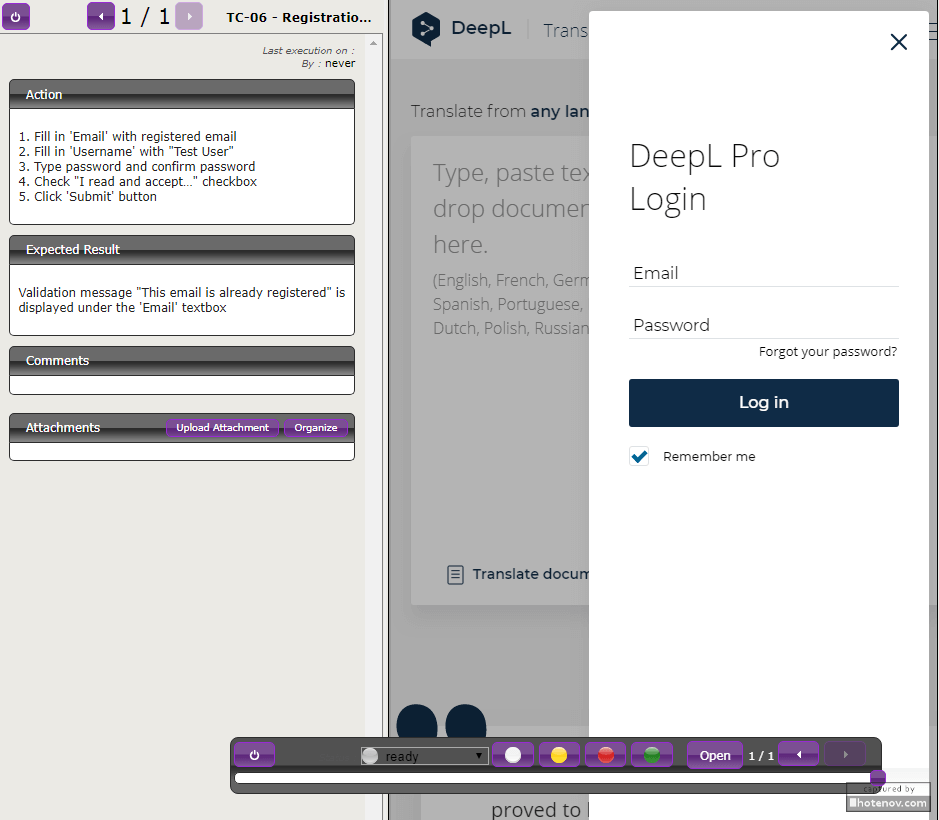 1 / 1
TC-06 - Registratio...
Last execution on :
By : never
Action
1. Fill in 'Email' with registered email
2. Fill in 'Username' with "Test User"
3. Type password and confirm password
4. Check "I read and accept..." checkbox
5. Click 'Submit' button
Expected Result
Validation message "This email is already registered" is
displayed under the 'Email' textbox
Comments
Attachments
Upload Attachment
Organize
DeepL
Trans
Translate from any lan
Type, paste tex
drop documen
here.
(English, French, Germ
Spanish, Portuguese,
Dutch, Polish, Russian
Translate docum
DeepL Pro
Login
Email
Password
Forgot your password?
Log in
Remember me
ready
Open
1 / 1
captured by
hotenov.com
proved to